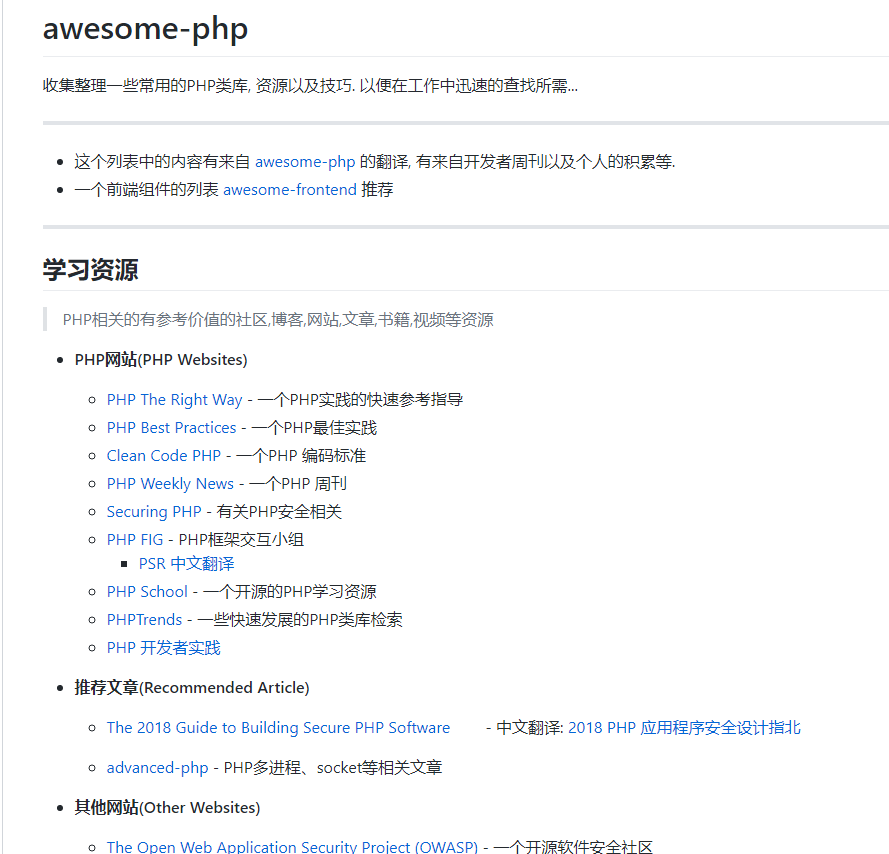 awesome-php
收集整理一些常用的PHP类库, 资源以及技巧. 以便在工作中迅速的查找所需...
这个列表中的内容有来自 awesome-php 的翻译, 有来自开发者周刊以及个人的积累等.
一个前端组件的列表 awesome-frontend 推荐
学习资源
PHP相关的有参考价值的社区,博客,网站,文章,书籍,视频等资源
PHP网站(PHP Websites)
PHP The Right Way - 一个PHP实践的快速参考指导
PHP Best Practices - 一个PHP最佳实践
Clean Code PHP - 一个PHP 编码标准
PHP Weekly News - 一个PHP 周刊
Securing PHP - 有关PHP安全相关
PHP FIG - PHP框架交互小组
PSR 中文翻译
PHP School - 一个开源的PHP学习资源
PHPTrends - 一些快速发展的PHP类库检索
PHP 开发者实践
推荐文章(Recommended Article)
The 2018 Guide to Building Secure PHP Software - 中文翻译: 2018 PHP 应用程序安全设计指北
advanced-php - PHP多进程、socket等相关文章
其他网站(Other Websites)
The Open Web Application Security Project (OWASP) - 一个开源软件安全社区